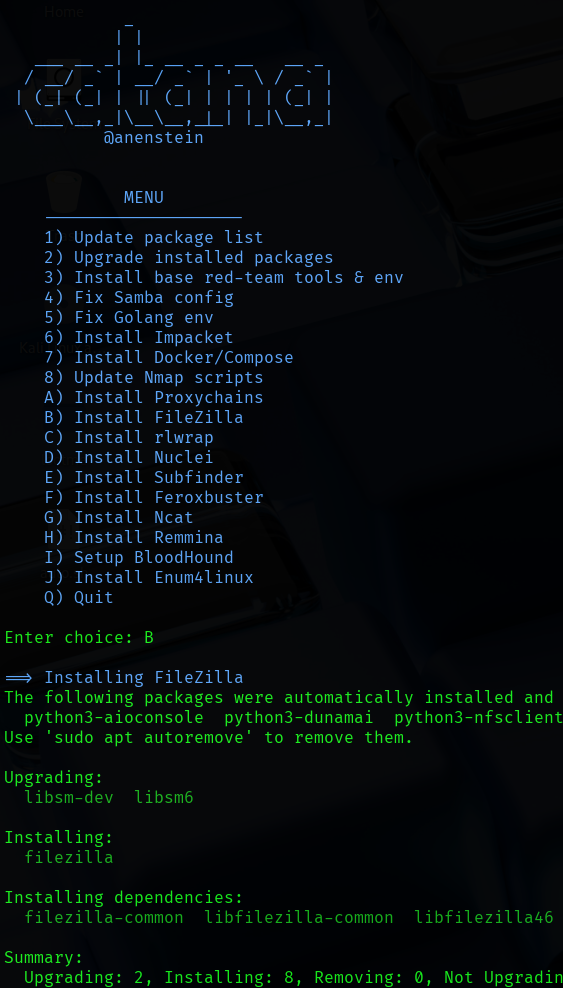 Home
catana
@anenstein
MENU
--------------------
1) Update package list
2) Upgrade installed packages
3) Install base red-team tools & env
4) Fix Samba config
5) Fix Golang env
6) Install Impacket
7) Install Docker/Compose
8) Update Nmap scripts
A) Install Proxychains
B) Install FileZilla
C) Install rlwrap
D) Install Nuclei
E) Install Subfinder
F) Install Feroxbuster
G) Install Ncat
H) Install Remmina
I) Setup BloodHound
J) Install Enum4linux
Q) Quit
Enter choice: B
==> Installing FileZilla
The following packages were automatically installed and
python3-aioconsole python3-dunamai python3-nfsclient
Use 'sudo apt autoremove' to remove them.
Upgrading:
libsm-dev libsm6
Installing:
filezilla
Installing dependencies:
filezilla-common libfilezilla-common libfilezilla46
Summary:
Upgrading: 2, Installing: 8, Removing: 0, Not Upgradin